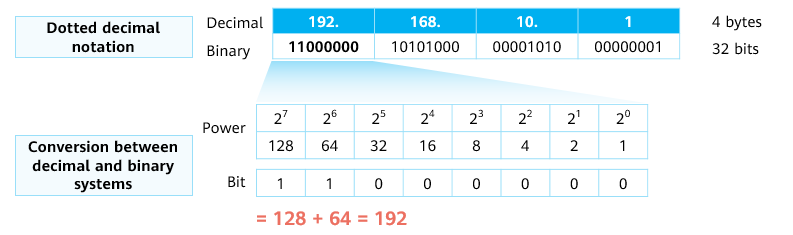 Dotted decimal
notation
Decimal 192. 168. 10. 1 4 bytes
Binary 11000000 10101000 00001010 00000001 32 bits
Conversion between
decimal and binary
systems
Power 2⁷ 2⁶ 2⁵ 2⁴ 2³ 2² 2¹ 2⁰
128 64 32 16 8 4 2 1
Bit 1 1 0 0 0 0 0 0
= 128 + 64 = 192